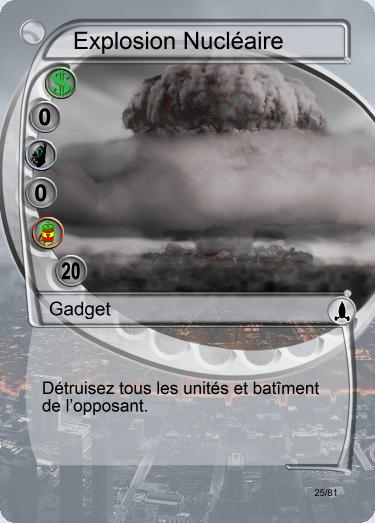 Explosion Nucléaire
$
0
0
20
Gadget
Détruisez tous les unités et batîment
de l'opposant.
25/81